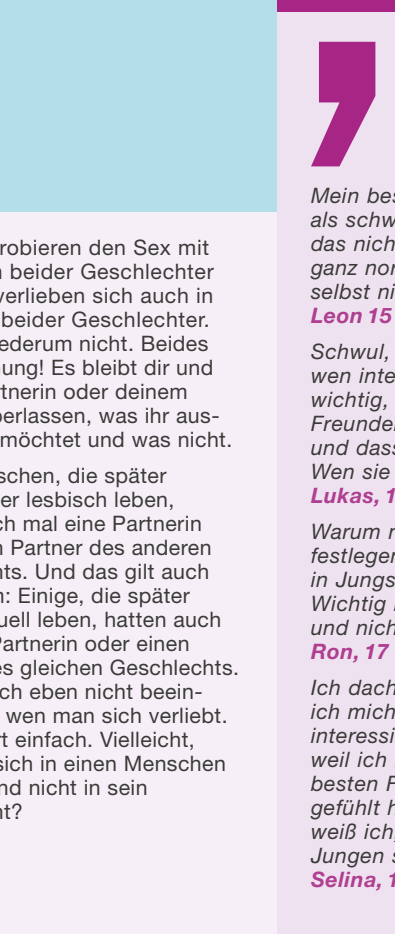 robieren den Sex mit
beider Geschlechter
verlieben sich auch in
beider Geschlechter.
ederum nicht. Beides
ung! Es bleibt dir und
tnerin oder deinem
erlassen, was ihr aus-
möchtet und was nicht.
schen, die später
er lesbisch leben,
ch mal eine Partnerin
n Partner des anderen
hts. Und das gilt auch
n: Einige, die später
uell leben, hatten auch
Partnerin oder einen
es gleichen Geschlechts.
ch eben nicht beein-
wen man sich verliebt.
rt einfach. Vielleicht,
sich in einen Menschen
nd nicht in sein
nt?
Mein bes
als schw
das nich
ganz nor
selbst ni
Leon 15
Schwul,
wen inte
wichtig,
Freunde
und dass
Wen sie
Lukas, 1
Warum n
festlegen
in Jungs
Wichtig
und nich
Ron, 17
Ich dach
ich mich
interessi
weil ich
besten F
gefühlt h
weiß ich,
Jungen s
Selina, 1